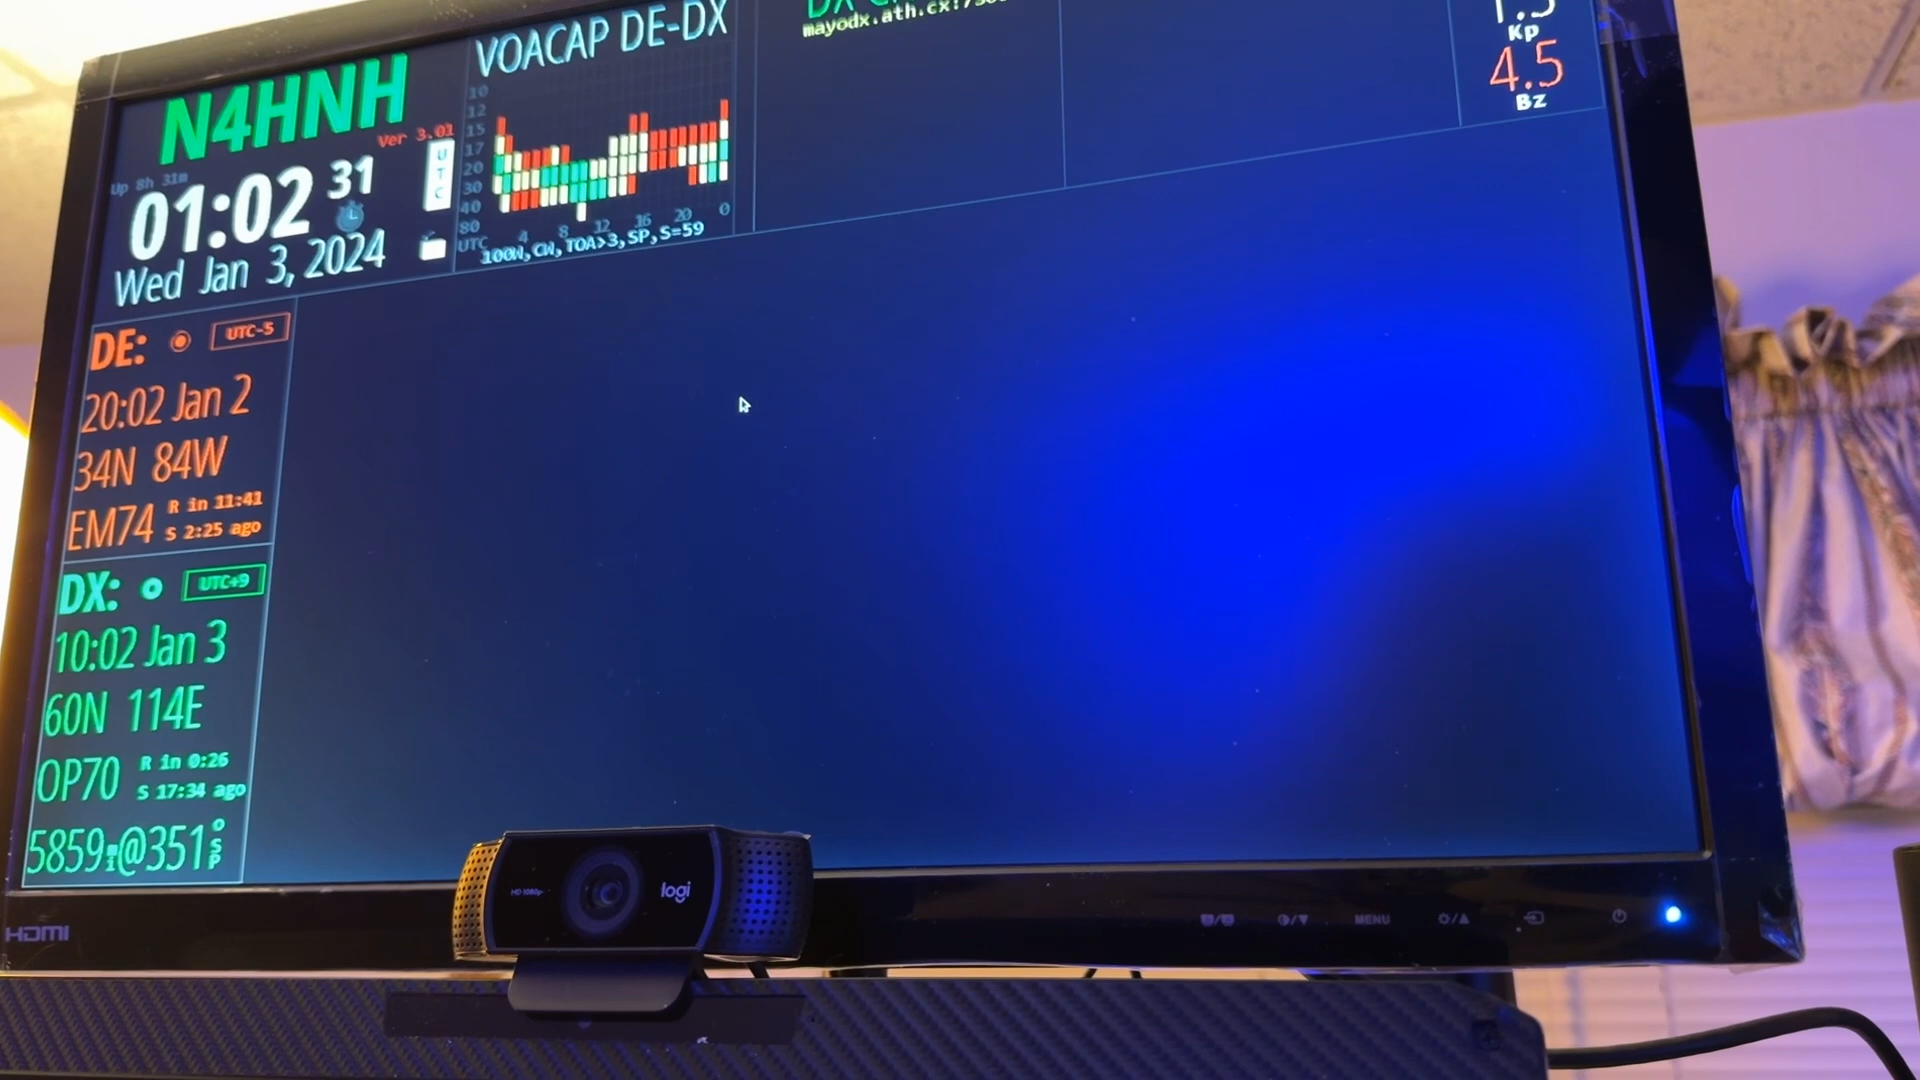 N4HNH
Ver 3.01
Up 8h 31m
01:02 31
UTC
Wed Jan 3, 2024
VOACAP DE-DX
10
12
15
17
20
30
40
80
UTC 4 8 12 16 20 0
100W,CW,TOA>3,SP,S=59
DX
mayodx.ath.cx:
Kp
4.5
Bz
DE: UTC-5
20:02 Jan 2
34N 84W
EM74 R in 11:41
S 2:25 ago
DX: UTC+9
10:02 Jan 3
60N 114E
OP70 R in 0:26
S 17:34 ago
5859mi@351° SP
HD 1080p
logi
HDMI
MENU